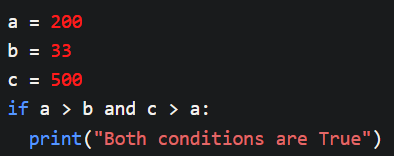 a = 200
b = 33
c = 500
if a > b and c > a:
  print("Both conditions are True")